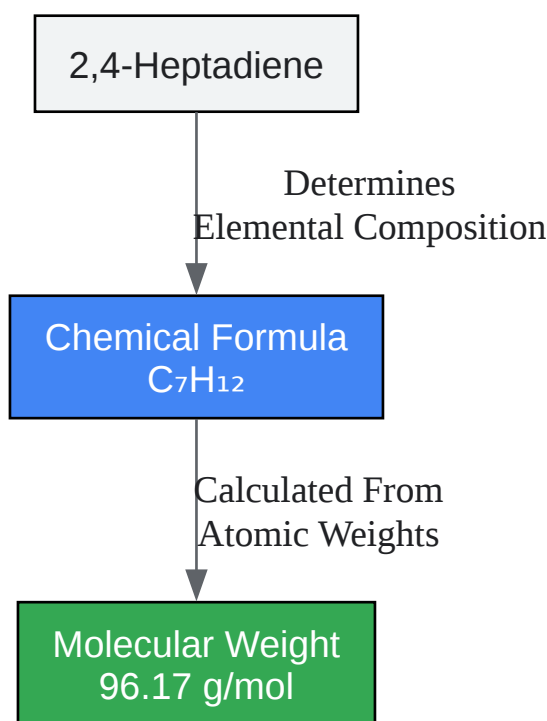 2,4-Heptadiene
Determines
Elemental Composition
Chemical Formula
C₇H₁₂
Calculated From
Atomic Weights
Molecular Weight
96.17 g/mol